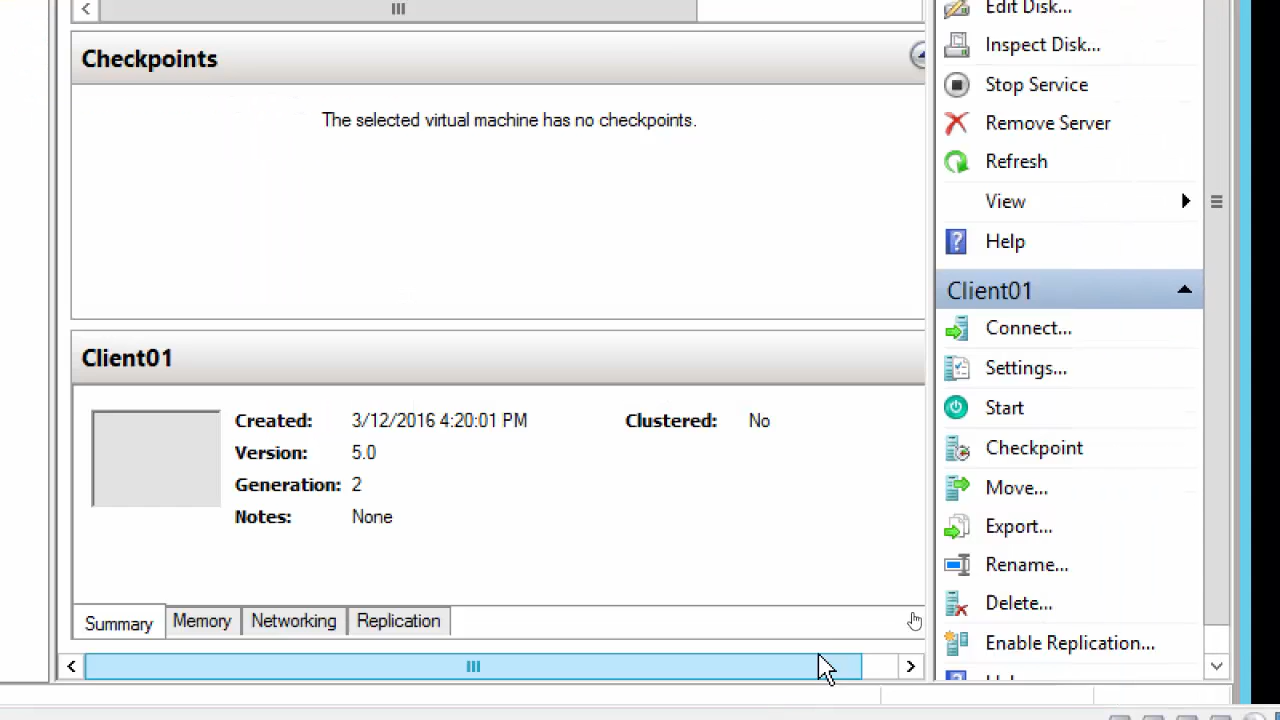 Checkpoints
The selected virtual machine has no checkpoints.
Client01
Created: 3/12/2016 4:20:01 PM Clustered: No
Version: 5.0
Generation: 2
Notes: None
Summary Memory Networking Replication
Edit Disk...
Inspect Disk...
Stop Service
Remove Server
Refresh
View
Help
Client01
Connect...
Settings...
Start
Checkpoint
Move...
Export...
Rename...
Delete...
Enable Replication...